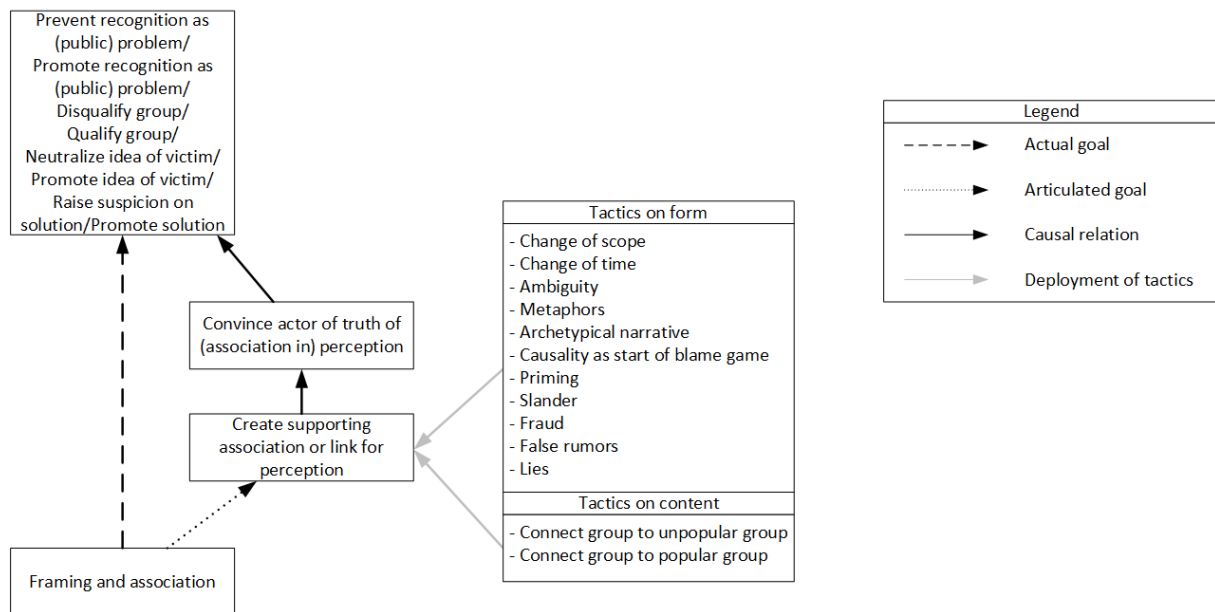 Prevent recognition as
(public) problem/
Promote recognition as
(public) problem/
Disqualify group/
Qualify group/
Neutralize idea of victim/
Promote idea of victim/
Raise suspicion on
solution/Promote solution
Convince actor of truth of
(association in) perception
Create supporting
association or link for
perception
Framing and association
Tactics on form
- Change of scope
- Change of time
- Ambiguity
- Metaphors
- Archetypical narrative
- Causality as start of blame game
- Priming
- Slander
- Fraud
- False rumors
- Lies
Tactics on content
- Connect group to unpopular group
- Connect group to popular group
Legend
Actual goal
Articulated goal
Causal relation
Deployment of tactics